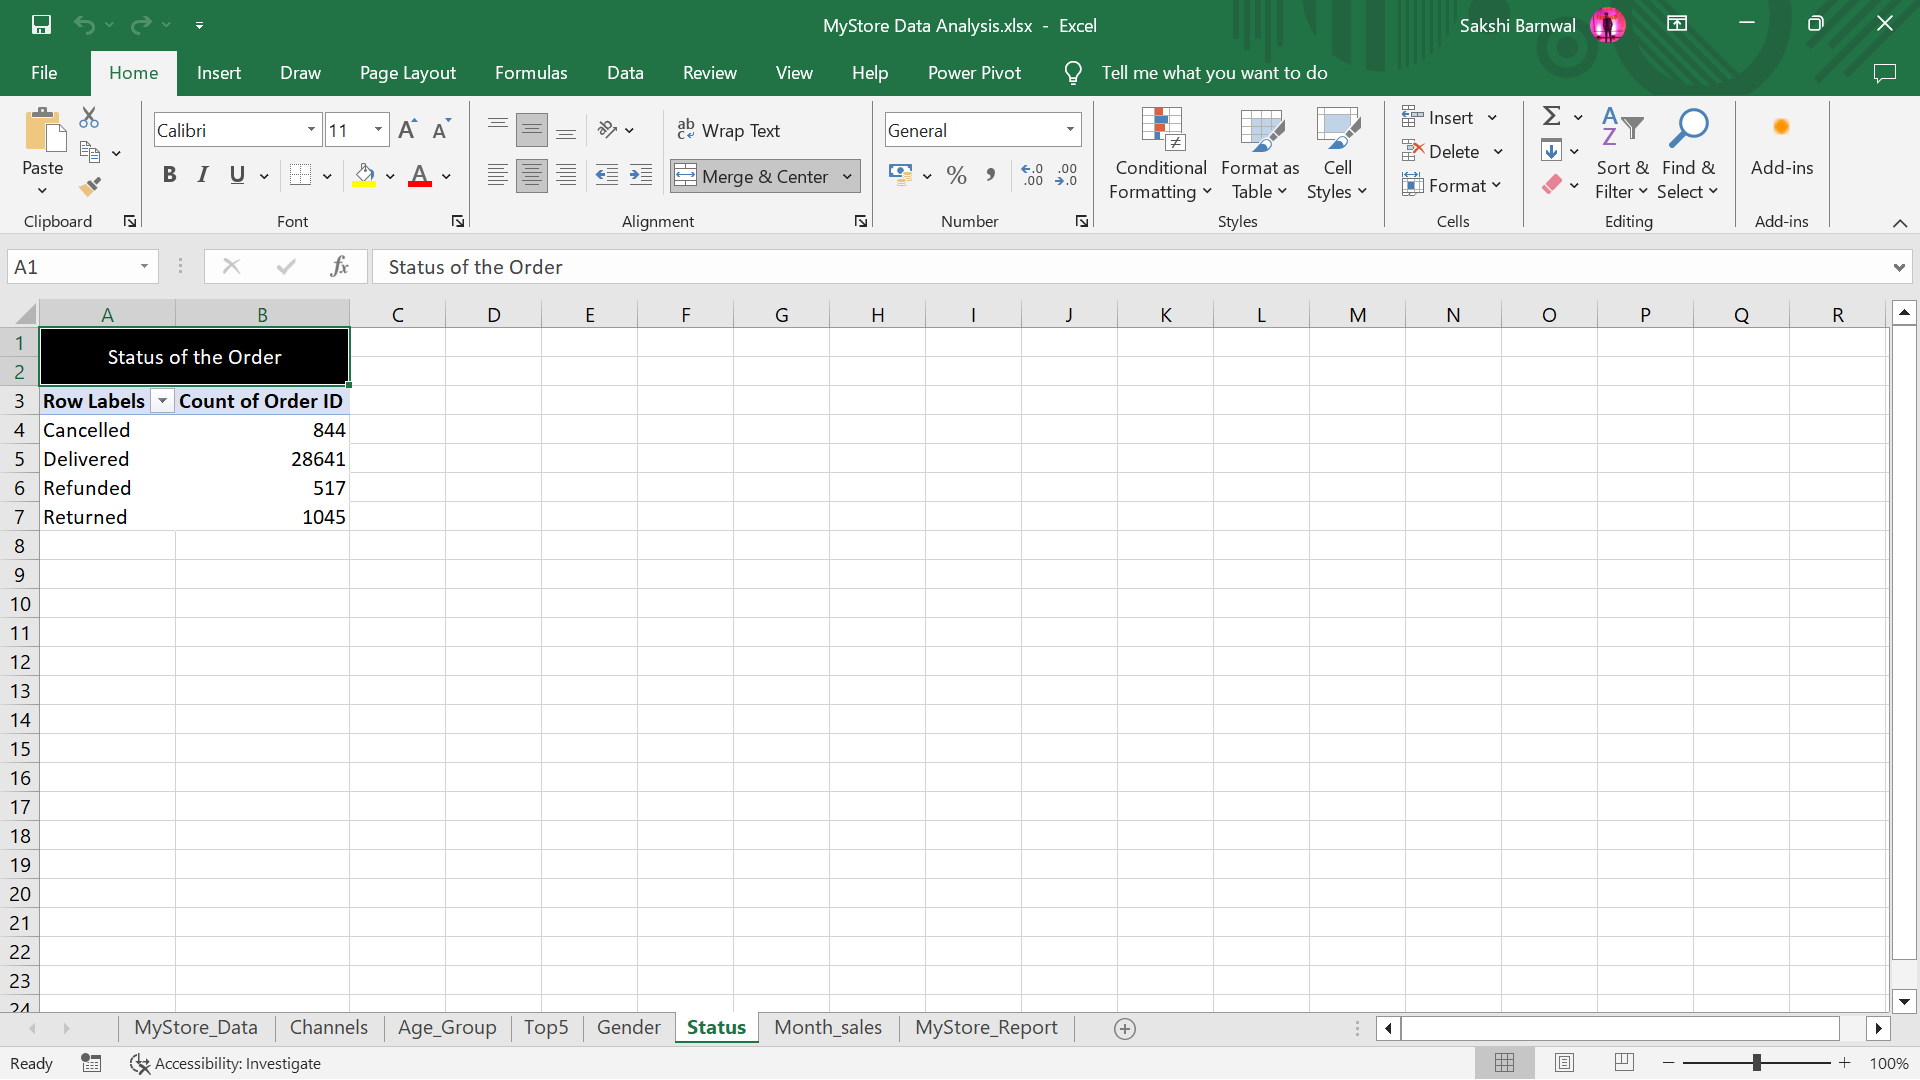 MyStore Data Analysis.xlsx - Excel
Sakshi Barnwal
File Home Insert Draw Page Layout Formulas Data Review View Help Power Pivot Tell me what you want to do
Paste
Clipboard
Calibri 11
B I U
Font
Wrap Text
Merge & Center
Alignment
General
Number
Conditional Formatting
Format as Table
Cell Styles
Styles
Insert
Delete
Format
Cells
Sort & Filter
Find & Select
Editing
Add-ins
Add-ins
A1 fx Status of the Order
A B C D E F G H I J K L M N O P Q R
1 Status of the Order
2
3 Row Labels Count of Order ID
4 Cancelled 844
5 Delivered 28641
6 Refunded 517
7 Returned 1045
8
9
10
11
12
13
14
15
16
17
18
19
20
21
22
23
24
MyStore_Data Channels Age_Group Top5 Gender Status Month_sales MyStore_Report
Ready Accessibility: Investigate 100%